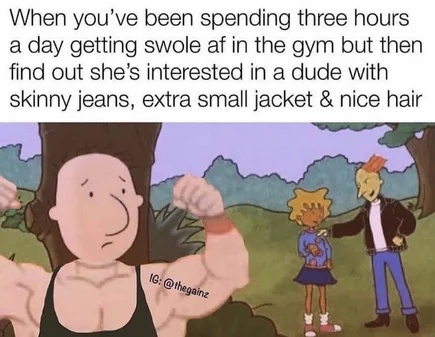 When you've been spending three hours
a day getting swole af in the gym but then
find out she's interested in a dude with
skinny jeans, extra small jacket & nice hair
IG: @thegainz